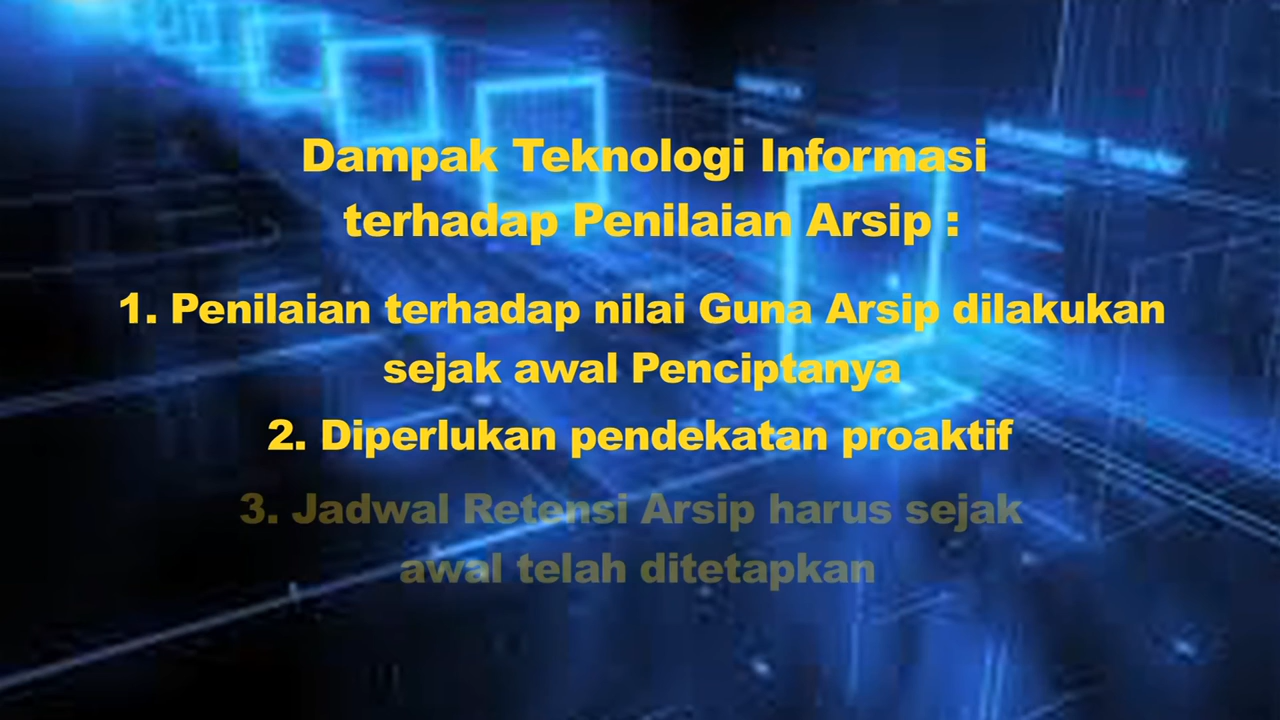 Dampak Teknologi Informasi
terhadap Penilaian Arsip :
1. Penilaian terhadap nilai Guna Arsip dilakukan
sejak awal Penciptanya
2. Diperlukan pendekatan proaktif
3. Jadwal Retensi Arsip harus sejak
awal telah ditetapkan